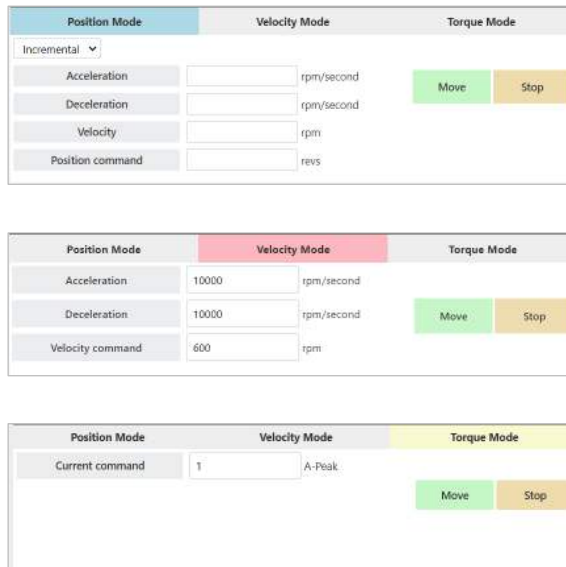 Position Mode Velocity Mode Torque Mode
Incremental
Acceleration rpm/second
Move Stop
Deceleration rpm/second
Velocity rpm
Position command revs
Position Mode Velocity Mode Torque Mode
Acceleration 10000 rpm/second
Deceleration 10000 rpm/second Move Stop
Velocity command 600 rpm
Position Mode Velocity Mode Torque Mode
Current command 1 A-Peak
Move Stop